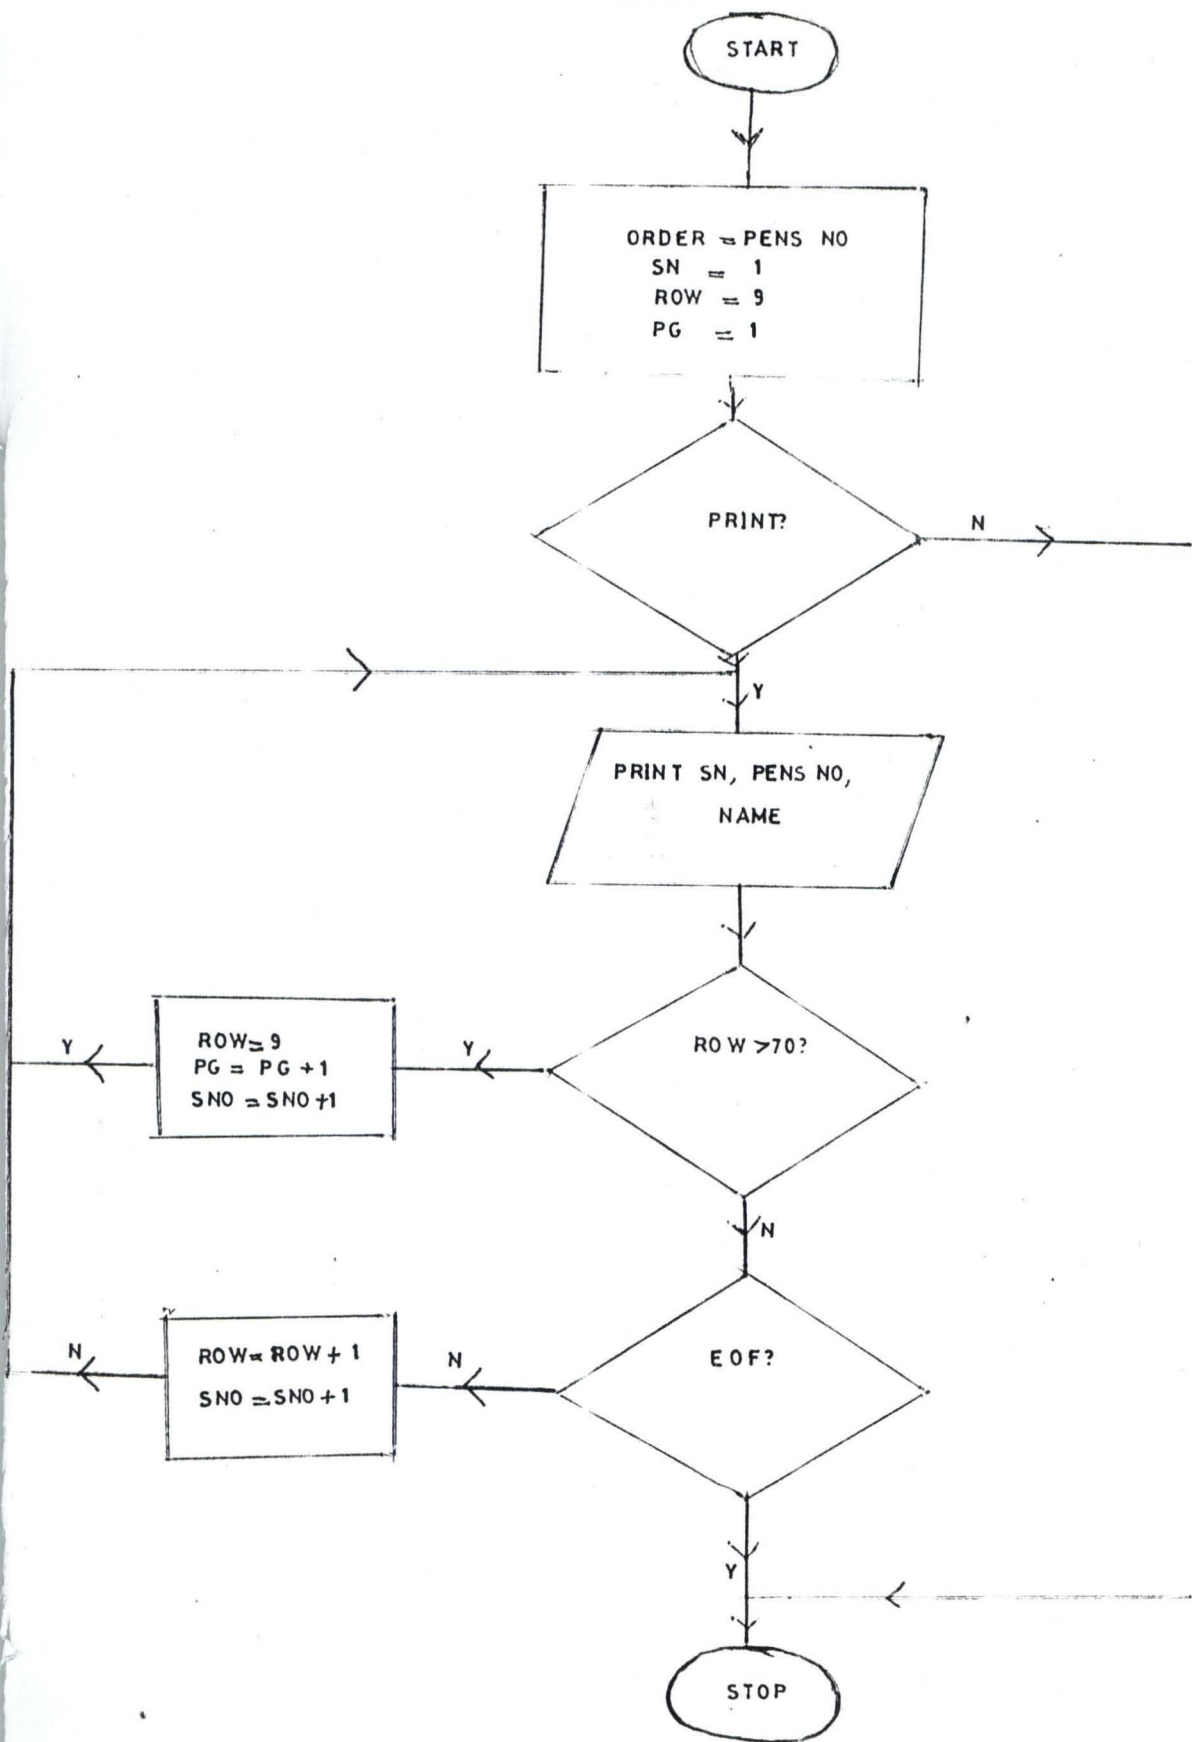 START
ORDER = PENS NO
SN = 1
ROW = 9
PG = 1
PRINT?
N
Y
PRINT SN, PENS NO,
NAME
ROW >70?
Y
ROW = 9
PG = PG +1
SNO = SNO +1
Y
N
EOF?
N
ROW = ROW + 1
SNO = SNO + 1
N
Y
STOP